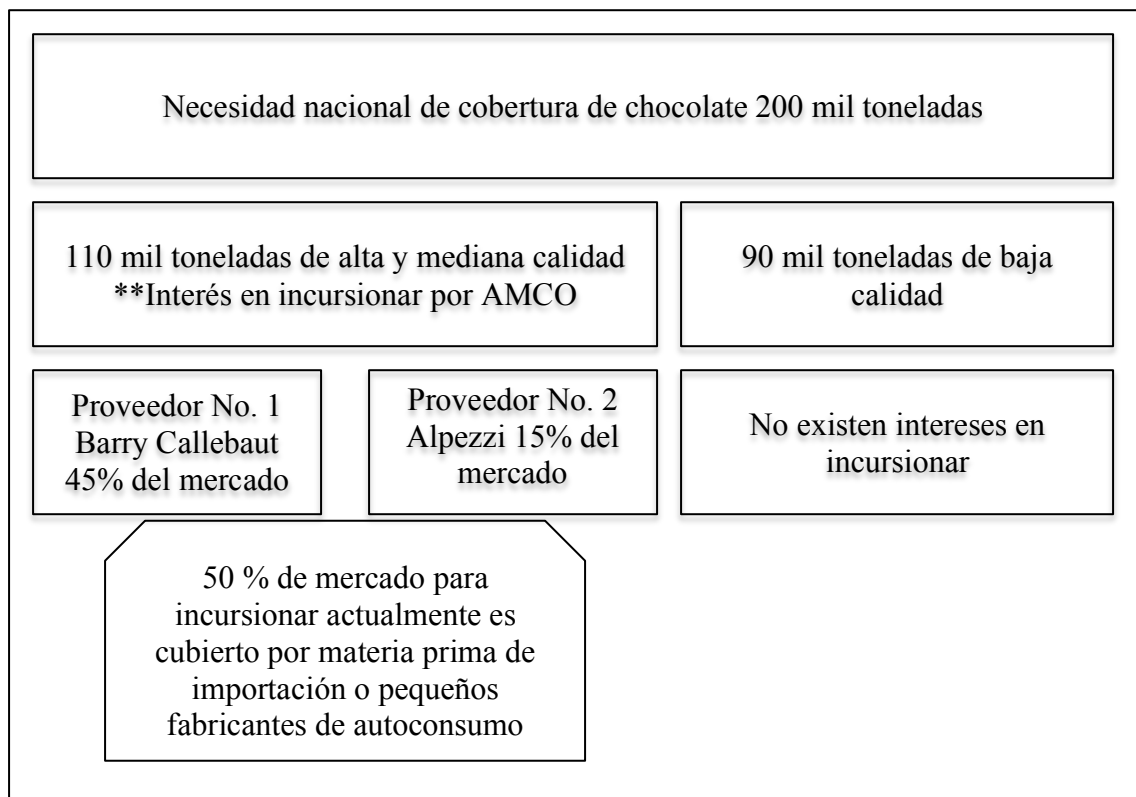 Necesidad nacional de cobertura de chocolate 200 mil toneladas
110 mil toneladas de alta y mediana calidad
**Interés en incursionar por AMCO
90 mil toneladas de baja
calidad
Proveedor No. 1
Barry Callebaut
45% del mercado
Proveedor No. 2
Alpezzi 15% del
mercado
No existen intereses en
incursionar
50 % de mercado para
incursionar actualmente es
cubierto por materia prima de
importación o pequeños
fabricantes de autoconsumo